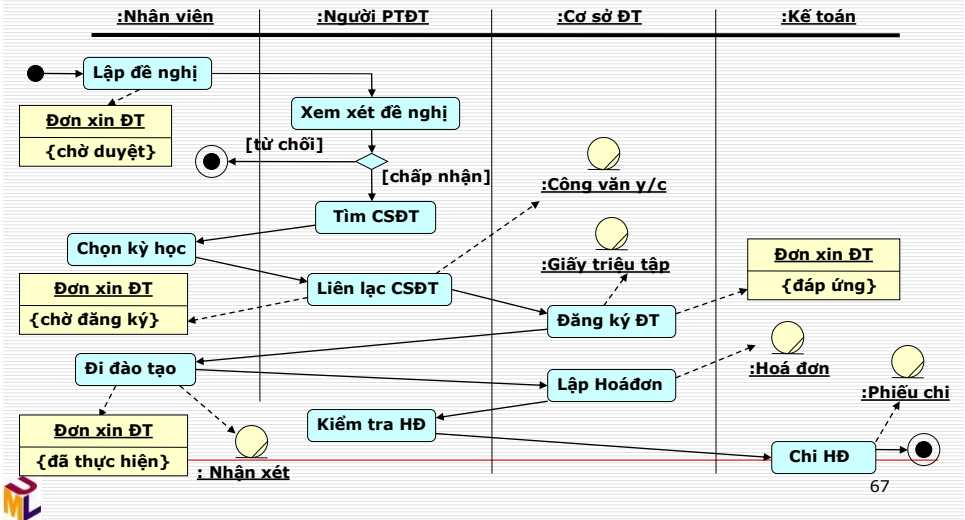 :Nhân viên
:Người PTĐT
:Cơ sở ĐT
:Kế toán
Lập đề nghị
Đơn xin ĐT
{chờ duyệt}
Xem xét đề nghị
[từ chối]
[chấp nhận]
:Công văn y/c
Tìm CSĐT
Chọn kỳ học
:Giấy triệu tập
Đơn xin ĐT
{đáp ứng}
Đơn xin ĐT
{chờ đăng ký}
Liên lạc CSĐT
Đăng ký ĐT
Đi đào tạo
Lập Hoáđơn
:Hoá đơn
:Phiếu chi
Đơn xin ĐT
{đã thực hiện}
: Nhận xét
Kiểm tra HĐ
Chi HĐ
67
UML